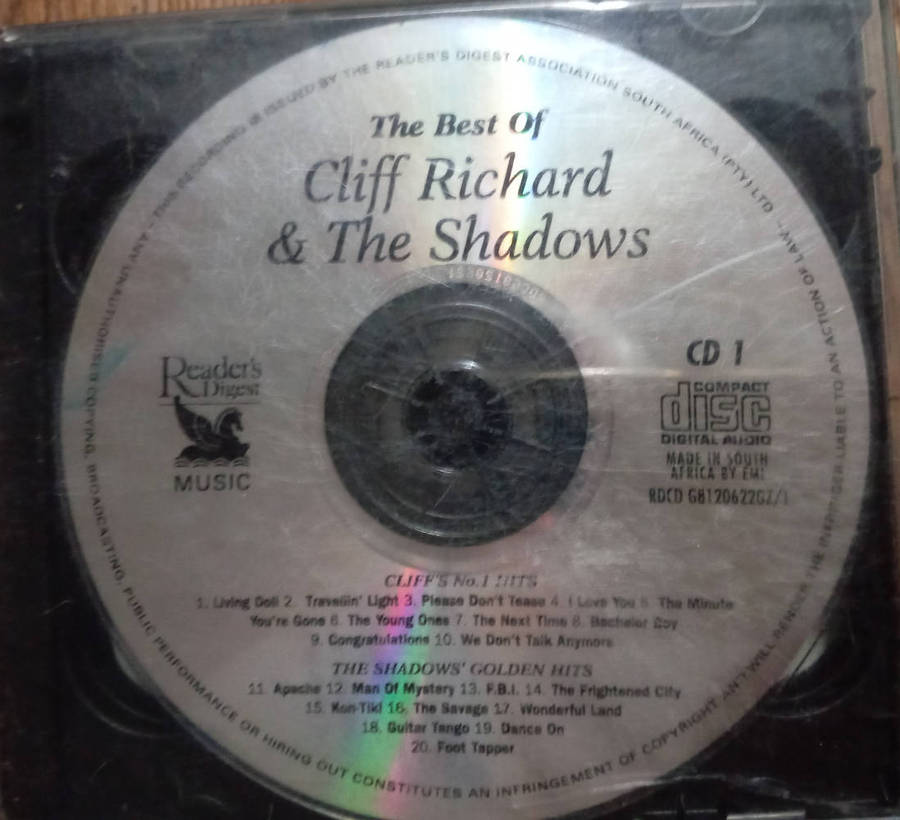 THIS RECORDING IS ISSUED BY THE READER'S DIGEST ASSOCIATION SOUTH AFRICA (PTY) LTD - ANY UNAUTHORISED COPYING, BROADCASTING, PUBLIC PERFORMANCE OR HIRING OUT CONSTITUTES AN INFRINGEMENT OF COPYRIGHT AND WILL RENDER THE INFRINGER LIABLE TO AN ACTION OF LAW -
The Best Of
Cliff Richard
& The Shadows
Reader's
Digest
MUSIC
CD 1
COMPACT
disc
DIGITAL AUDIO
MADE IN SOUTH
AFRICA BY EMI
CLIFF'S No.1 HITS
1. Living Doll 2. Travellin' Light 3. Please Don't Tease 4. I Love You 5. The Minute
You're Gone 6. The Young Ones 7. The Next Time 8. Bachelor Boy
9. Congratulations 10. We Don't Talk Anymore
THE SHADOWS' GOLDEN HITS
11. Apache 12. Man Of Mystery 13. F.B.I. 14. The Frightened City
15. Kon-Tiki 16. The Savage 17. Wonderful Land
18. Guitar Tango 19. Dance On
20. Foot Tapper